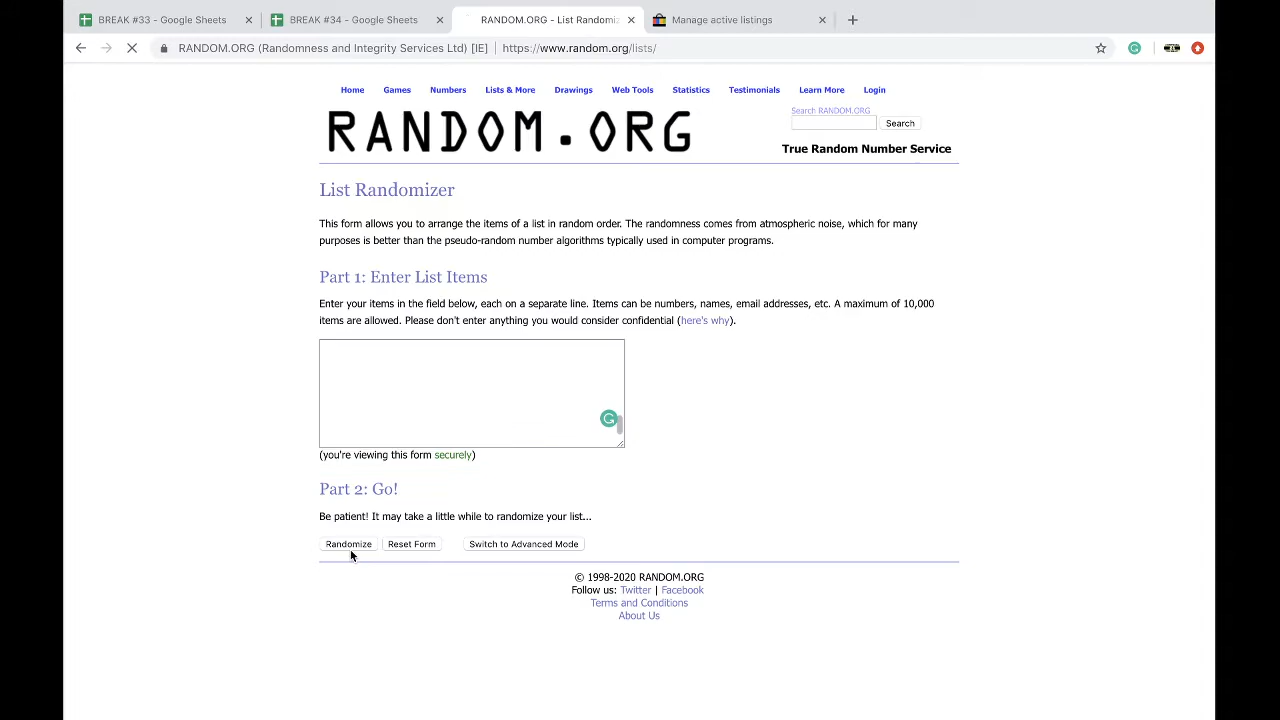 BREAK #33 - Google Sheets
BREAK #34 - Google Sheets
RANDOM.ORG - List Randomiz
Manage active listings
RANDOM.ORG (Randomness and Integrity Services Ltd) [IE] | https://www.random.org/lists/
Home Games Numbers Lists & More Drawings Web Tools Statistics Testimonials Learn More Login
RANDOM.ORG
Search RANDOM.ORG
Search
True Random Number Service
List Randomizer
This form allows you to arrange the items of a list in random order. The randomness comes from atmospheric noise, which for many
purposes is better than the pseudo-random number algorithms typically used in computer programs.
Part 1: Enter List Items
Enter your items in the field below, each on a separate line. Items can be numbers, names, email addresses, etc. A maximum of 10,000
items are allowed. Please don't enter anything you would consider confidential (here's why).
(you're viewing this form securely)
Part 2: Go!
Be patient! It may take a little while to randomize your list...
Randomize Reset Form Switch to Advanced Mode
© 1998-2020 RANDOM.ORG
Follow us: Twitter | Facebook
Terms and Conditions
About Us